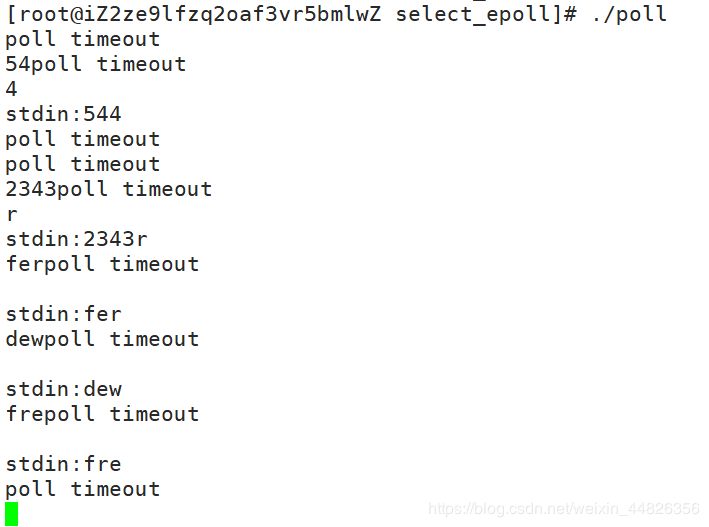 [root@iZ2ze9lfzq2oaf3vr5bmlwZ select_epoll]# ./poll
poll timeout
54poll timeout
4
stdin:544
poll timeout
poll timeout
2343poll timeout
r
stdin:2343r
ferpoll timeout
stdin:fer
dewpoll timeout
stdin:dew
frepoll timeout
stdin:fre
poll timeout
https://blog.csdn.net/weixin_44826356